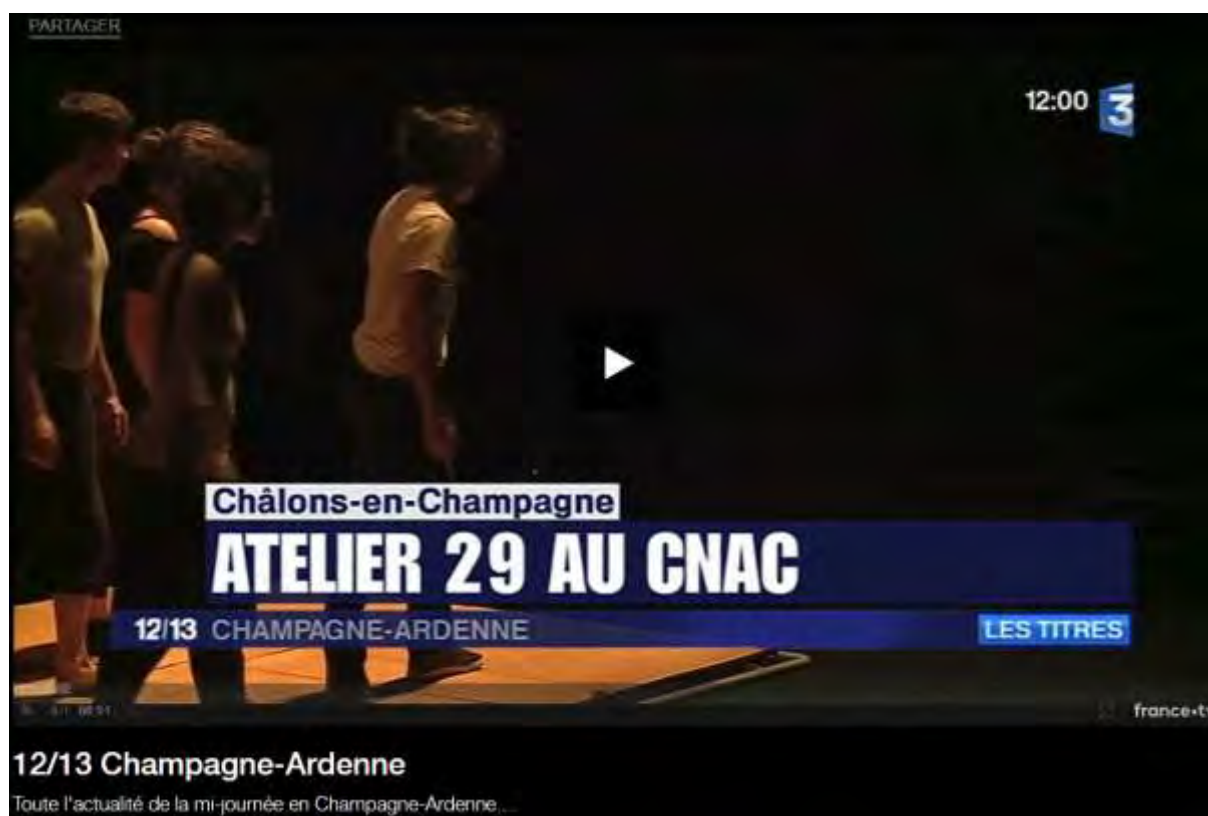 PARTAGER
12:00 3
Châlons-en-Champagne
ATELIER 29 AU CNAC
12/13 CHAMPAGNE-ARDENNE LES TITRES
france•tv
12/13 Champagne-Ardenne
Toute l'actualité de la mi-journée en Champagne-Ardenne...